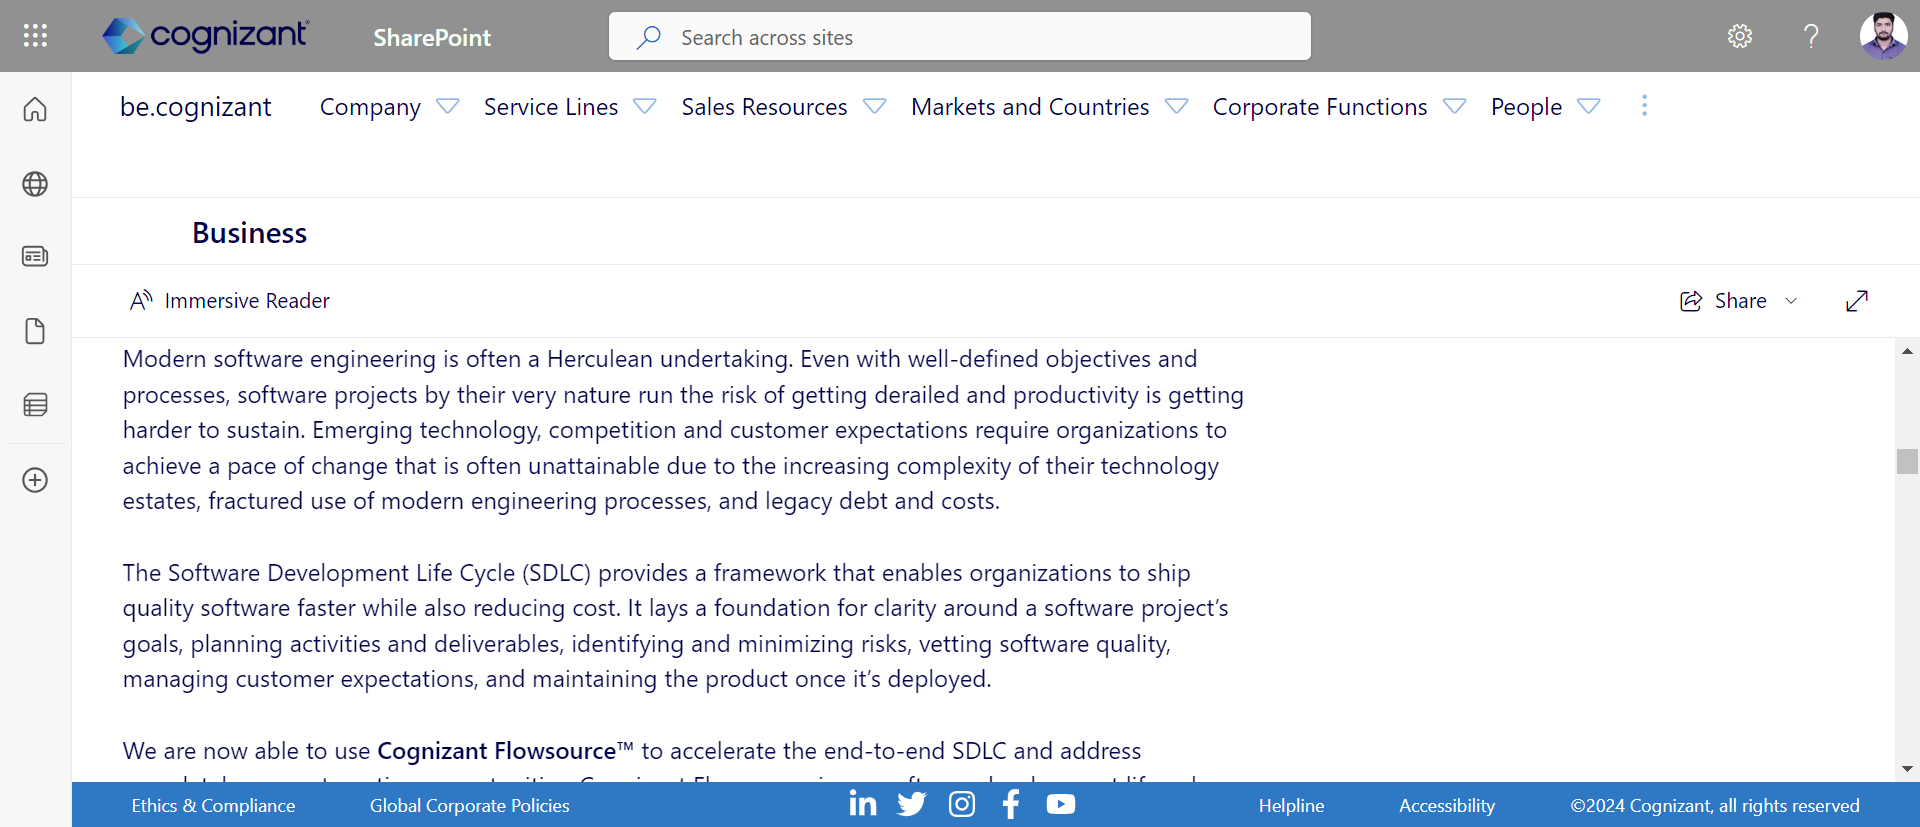 cognizant
SharePoint
Search across sites
be.cognizant
Company
Service Lines
Sales Resources
Markets and Countries
Corporate Functions
People
Business
Immersive Reader
Share
Modern software engineering is often a Herculean undertaking. Even with well-defined objectives and
processes, software projects by their very nature run the risk of getting derailed and productivity is getting
harder to sustain. Emerging technology, competition and customer expectations require organizations to
achieve a pace of change that is often unattainable due to the increasing complexity of their technology
estates, fractured use of modern engineering processes, and legacy debt and costs.
The Software Development Life Cycle (SDLC) provides a framework that enables organizations to ship
quality software faster while also reducing cost. It lays a foundation for clarity around a software project’s
goals, planning activities and deliverables, identifying and minimizing risks, vetting software quality,
managing customer expectations, and maintaining the product once it’s deployed.
We are now able to use Cognizant Flowsource™ to accelerate the end-to-end SDLC and address
Ethics & Compliance
Global Corporate Policies
Helpline
Accessibility
©2024 Cognizant, all rights reserved